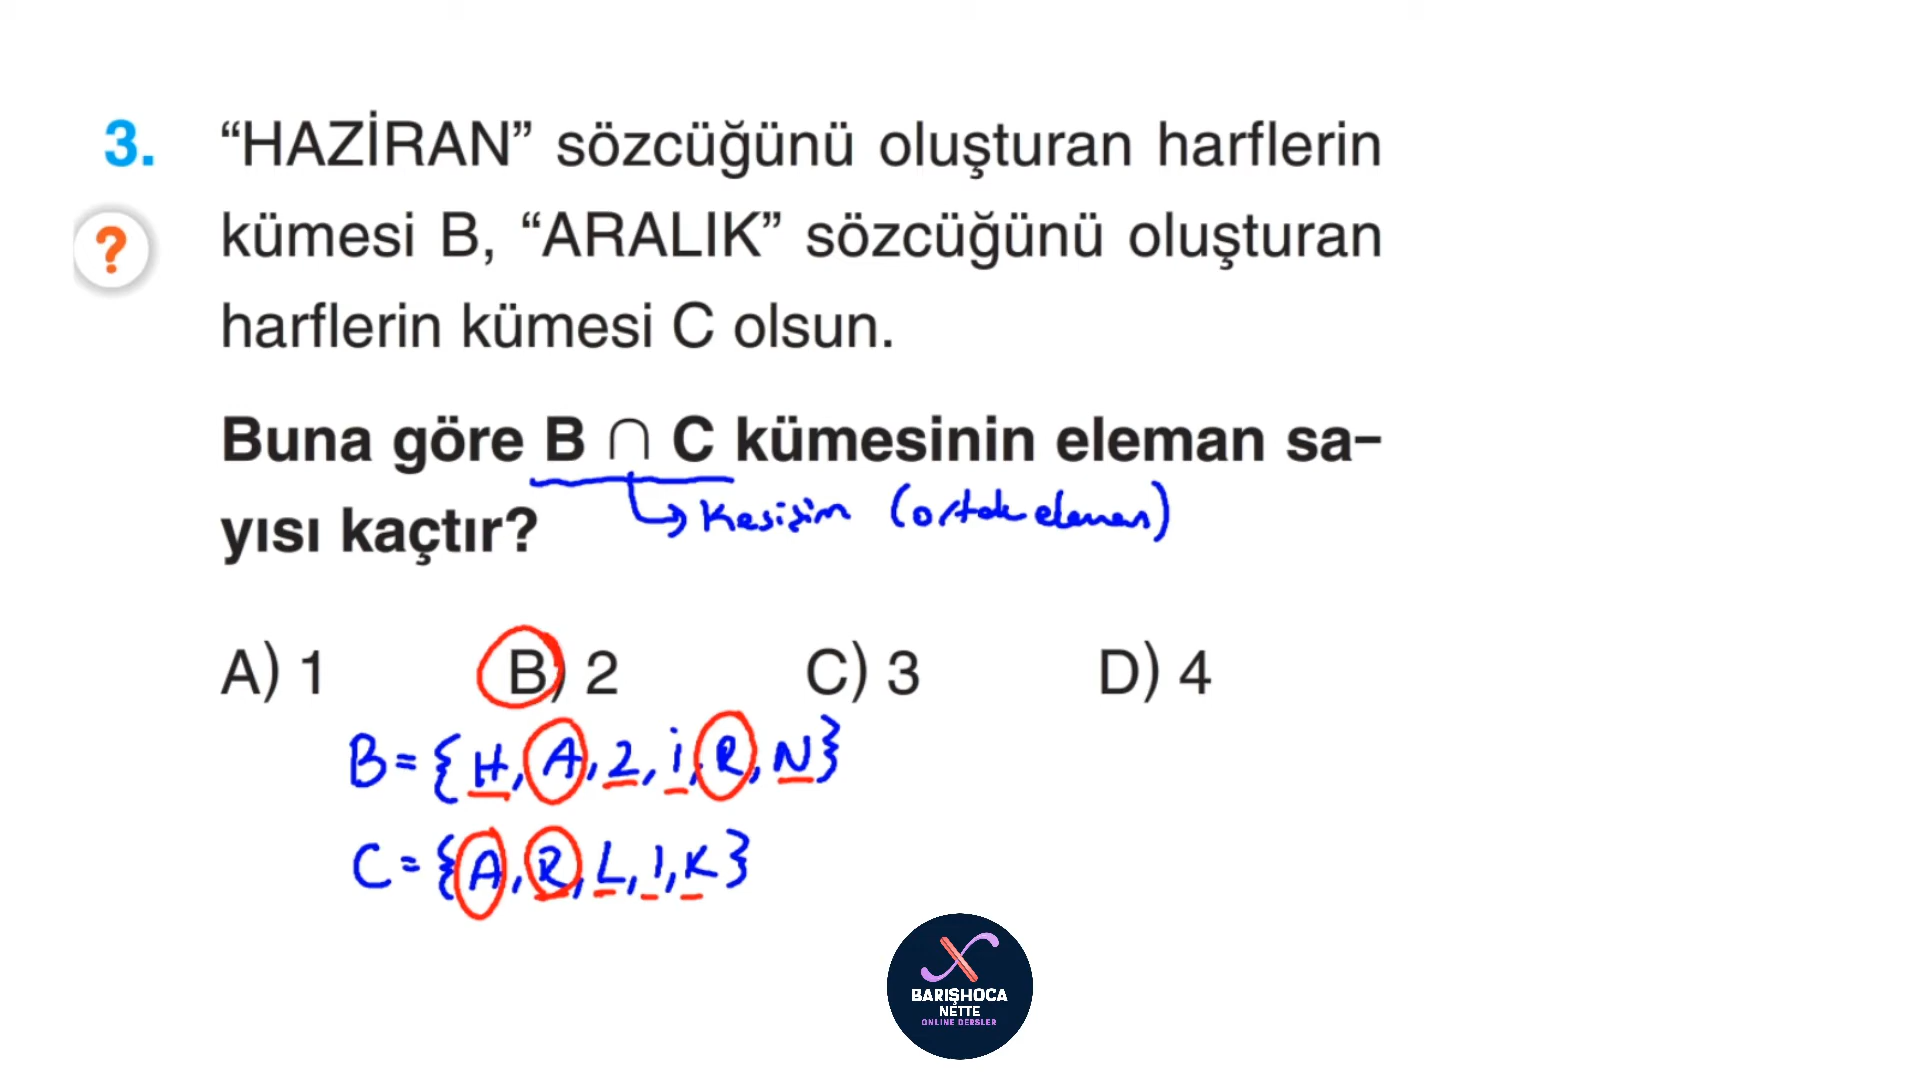 3. “HAZİRAN” sözcüğünü oluşturan harflerin
? kümesi B, “ARALIK” sözcüğünü oluşturan
harflerin kümesi C olsun.
Buna göre B ∩ C kümesinin eleman sa-
yısı kaçtır?
Kesişim (ortak eleman)
A) 1 B) 2 C) 3 D) 4
B = { H, A, Z, i, R, N }
C = { A, R, L, I, K }
BARIŞHOCA
NETTE
ONLINE DERSLER